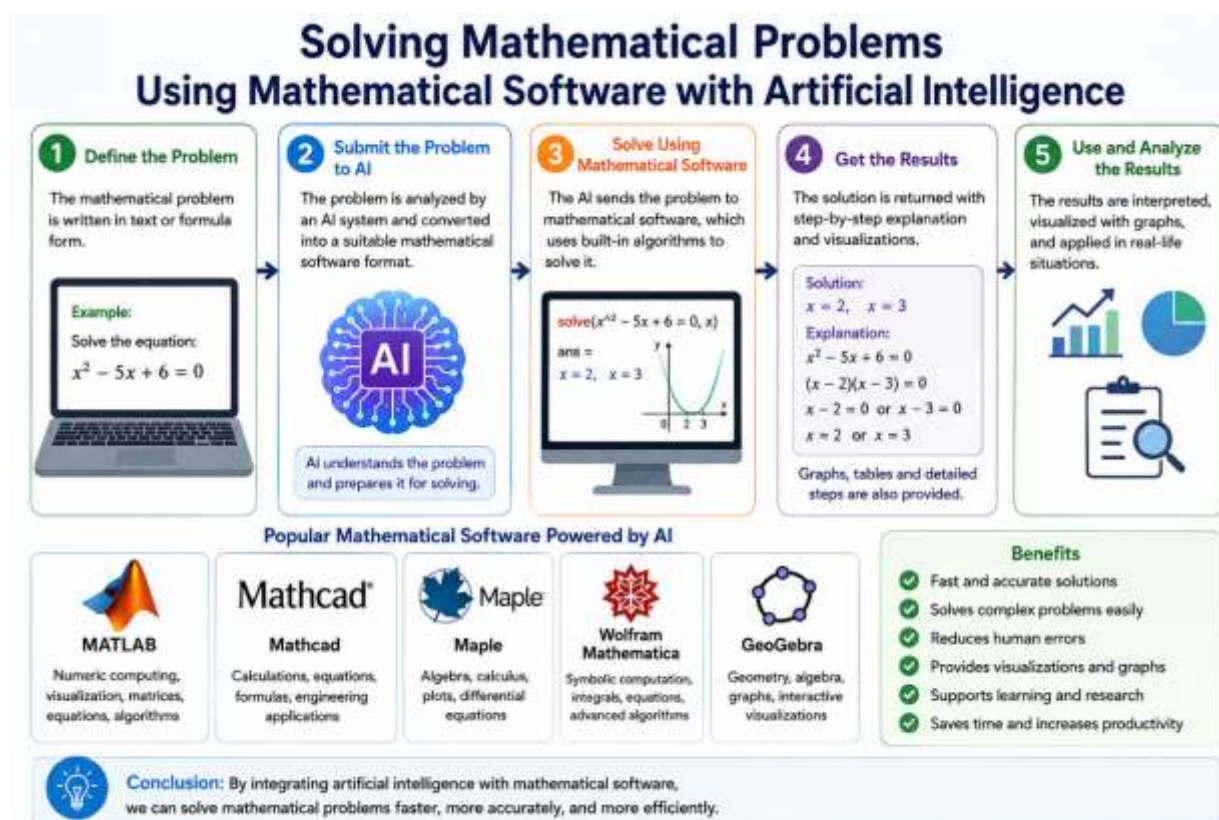 Solving Mathematical Problems
Using Mathematical Software with Artificial Intelligence
1 Define the Problem
The mathematical problem
is written in text or formula
form.
Example:
Solve the equation:
x² − 5x + 6 = 0
2 Submit the Problem
to AI
The problem is analyzed by
an AI system and converted
into a suitable mathematical
software format.
AI
AI understands the problem
and prepares it for solving.
3 Solve Using
Mathematical Software
The AI sends the problem to
mathematical software, which
uses built-in algorithms to
solve it.
solve(x^2 − 5x + 6 = 0, x)
ans =
x = 2, x = 3
y
x
0 2 3
4 Get the Results
The solution is returned with
step-by-step explanation
and visualizations.
Solution:
x = 2, x = 3
Explanation:
x² − 5x + 6 = 0
(x − 2)(x − 3) = 0
x − 2 = 0 or x − 3 = 0
x = 2 or x = 3
Graphs, tables and detailed
steps are also provided.
5 Use and Analyze
the Results
The results are interpreted,
visualized with graphs,
and applied in real-life
situations.
Popular Mathematical Software Powered by AI
MATLAB
Numeric computing,
visualization, matrices,
equations, algorithms
Mathcad®
Mathcad
Calculations, equations,
formulas, engineering
applications
Maple
Maple
Algebra, calculus,
plots, differential
equations
Wolfram
Mathematica
Symbolic computation,
integrals, equations,
advanced algorithms
GeoGebra
Geometry, algebra,
graphs, interactive
visualizations
Benefits
Fast and accurate solutions
Solves complex problems easily
Reduces human errors
Provides visualizations and graphs
Supports learning and research
Saves time and increases productivity
Conclusion: By integrating artificial intelligence with mathematical software,
we can solve mathematical problems faster, more accurately, and more efficiently.